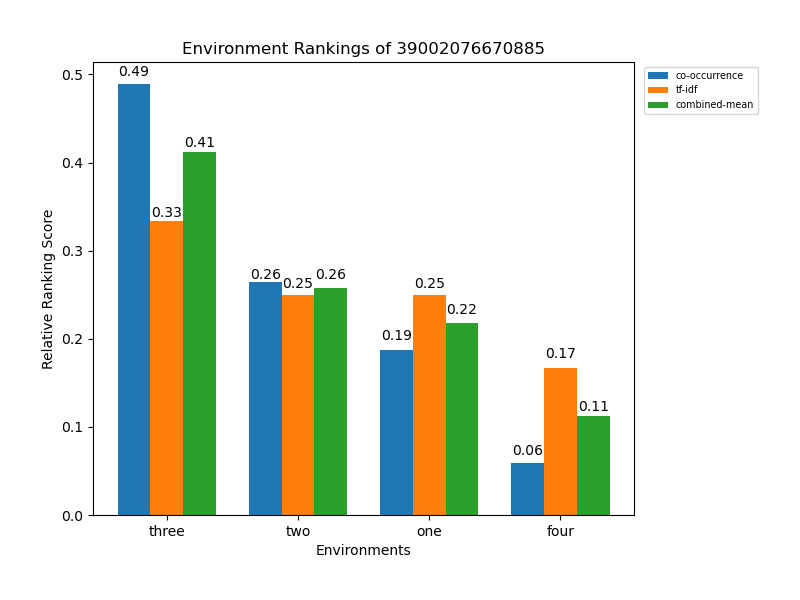 Environment Rankings of 39002076670885
co-occurrence
tf-idf
combined-mean
Relative Ranking Score
0.5
0.4
0.3
0.2
0.1
0.0
0.49
0.33
0.41
0.26
0.25
0.26
0.19
0.25
0.22
0.06
0.17
0.11
three
two
one
four
Environments